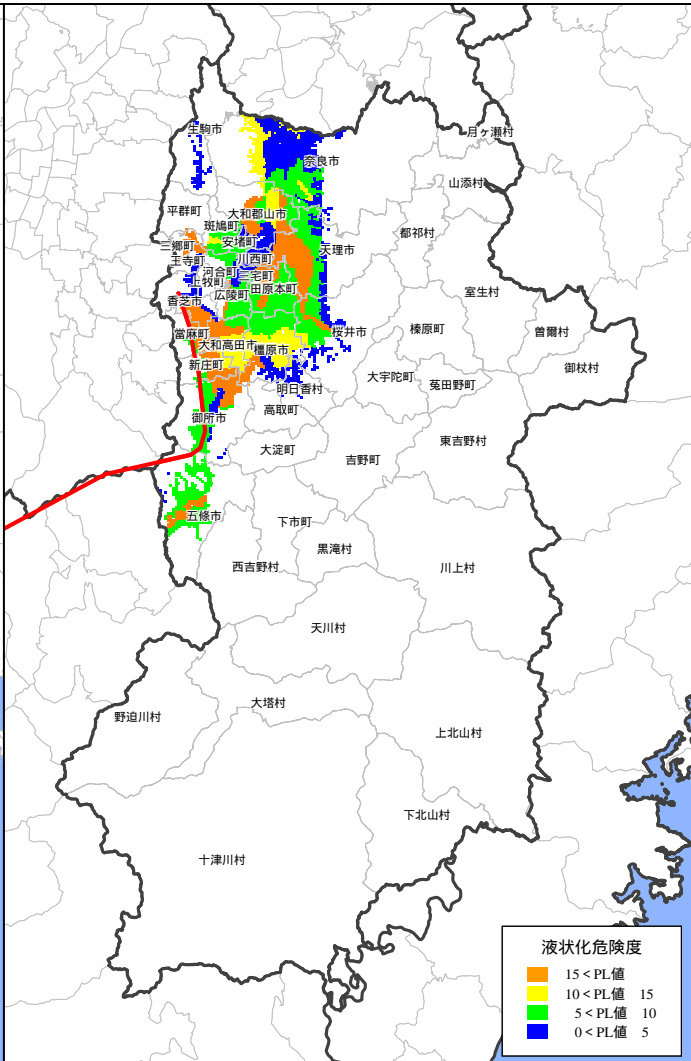 生駒市
月ヶ瀬村
奈良市
山添村
平群町
大和郡山市
斑鳩町
都祁村
安堵町
三郷町
天理市
王寺町
川西町
河合町
三宅町
上牧町
田原本町
広陵町
室生村
香芝市
當麻町
桜井市
榛原町
曽爾村
大和高田市
橿原市
新庄町
御杖村
大宇陀町
菟田野町
明日香村
高取町
御所市
大淀町
吉野町
東吉野村
五條市
下市町
黒滝村
西吉野村
川上村
天川村
大塔村
野迫川村
上北山村
下北山村
十津川村
液状化危険度
15 < PL値
10 < PL値 15
5 < PL値 10
0 < PL値 5